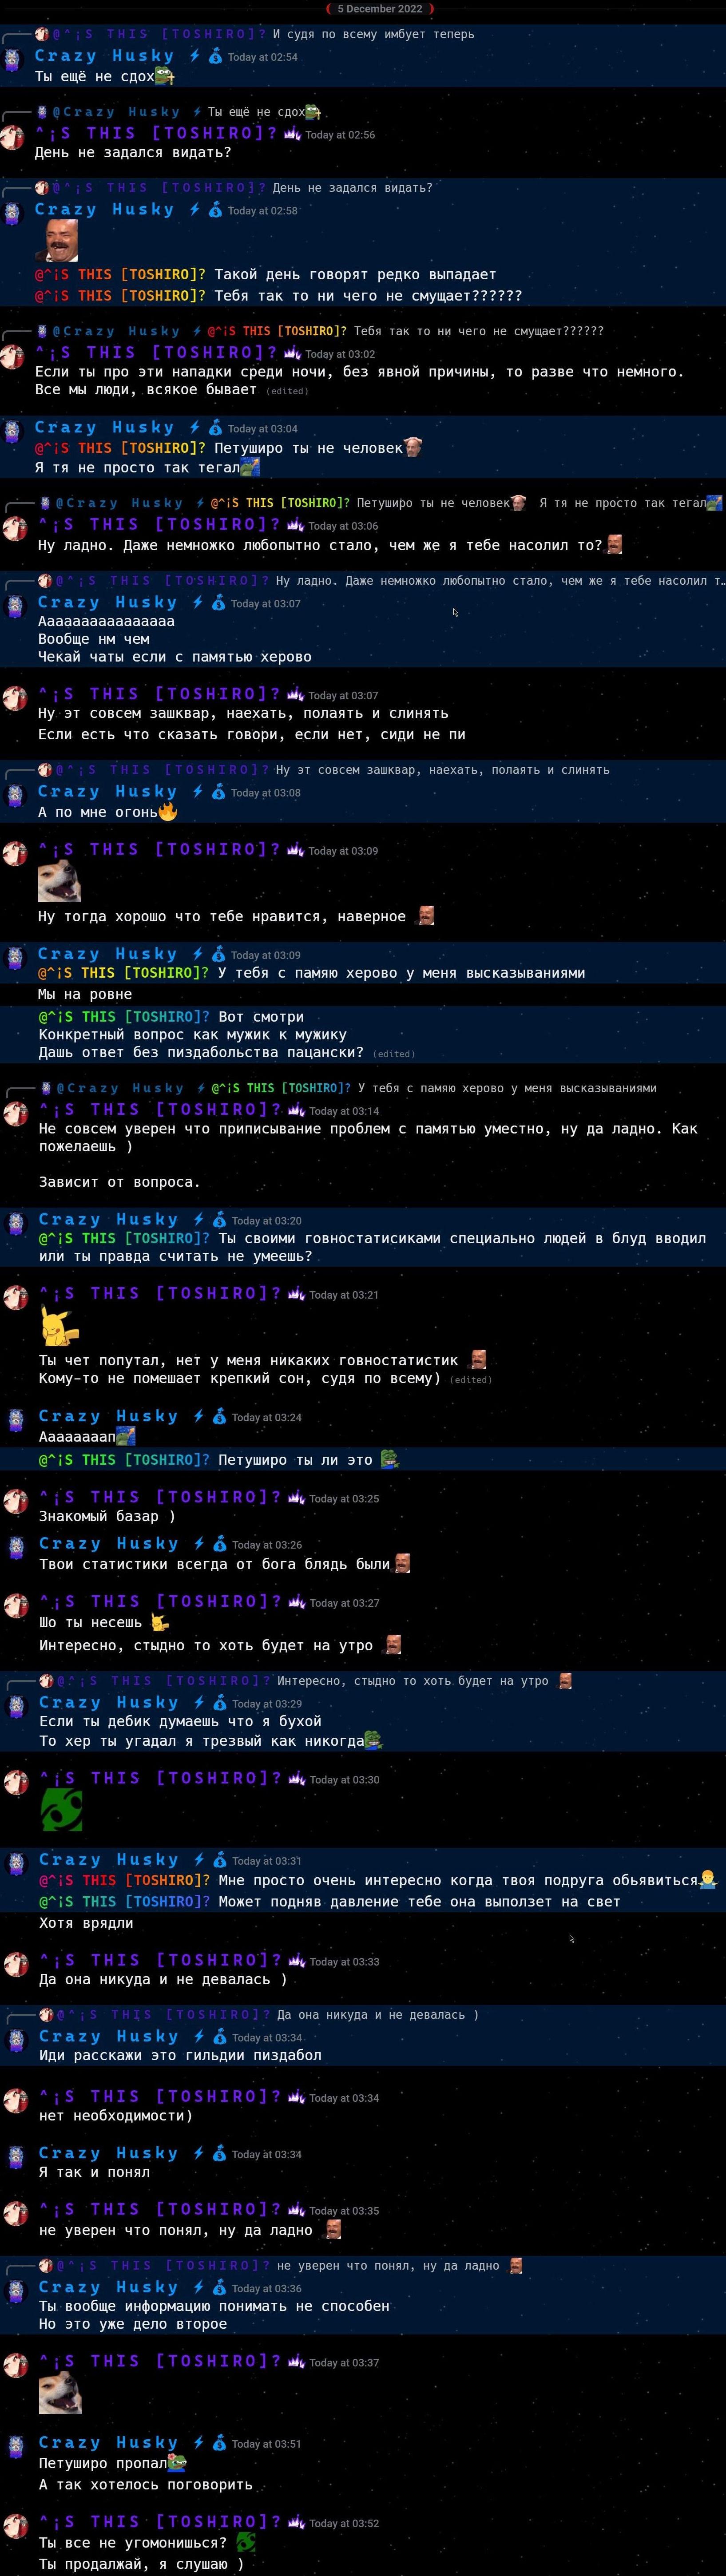 5 December 2022
@^¡S THIS [TOSHIRO]? И судя по всему имбует теперь
Crazy Husky Today at 02:54
Ты ещё не сдох
@Crazy Husky Ты ещё не сдох
^¡S THIS [TOSHIRO]? Today at 02:56
День не задался видать?
@^¡S THIS [TOSHIRO]? День не задался видать?
Crazy Husky Today at 02:58
@^¡S THIS [TOSHIRO]? Такой день говорят редко выпадает
@^¡S THIS [TOSHIRO]? Тебя так то ни чего не смущает??????
@Crazy Husky @^¡S THIS [TOSHIRO]? Тебя так то ни чего не смущает??????
^¡S THIS [TOSHIRO]? Today at 03:02
Если ты про эти нападки среди ночи, без явной причины, то разве что немного.
Все мы люди, всякое бывает (edited)
Crazy Husky Today at 03:04
@^¡S THIS [TOSHIRO]? Петуширо ты не человек
Я тя не просто так тегал
@Crazy Husky @^¡S THIS [TOSHIRO]? Петуширо ты не человек Я тя не просто так тегал
^¡S THIS [TOSHIRO]? Today at 03:06
Ну ладно. Даже немножко любопытно стало, чем же я тебе насолил то?
@^¡S THIS [TOSHIRO]? Ну ладно. Даже немножко любопытно стало, чем же я тебе насолил т…
Crazy Husky Today at 03:07
Аааааааааааааааа
Вообще нм чем
Чекай чаты если с памятью херово
^¡S THIS [TOSHIRO]? Today at 03:07
Ну эт совсем зашквар, наехать, полаять и слинять
Если есть что сказать говори, если нет, сиди не пи
@^¡S THIS [TOSHIRO]? Ну эт совсем зашквар, наехать, полаять и слинять
Crazy Husky Today at 03:08
А по мне огонь
^¡S THIS [TOSHIRO]? Today at 03:09
Ну тогда хорошо что тебе нравится, наверное
Crazy Husky Today at 03:09
@^¡S THIS [TOSHIRO]? У тебя с памяю херово у меня высказываниями
Мы на ровне
@^¡S THIS [TOSHIRO]? Вот смотри
Конкретный вопрос как мужик к мужику
Дашь ответ без пиздабольства пацански? (edited)
@Crazy Husky @^¡S THIS [TOSHIRO]? У тебя с памяю херово у меня высказываниями
^¡S THIS [TOSHIRO]? Today at 03:14
Не совсем уверен что приписывание проблем с памятью уместно, ну да ладно. Как
пожелаешь )
Зависит от вопроса.
Crazy Husky Today at 03:20
@^¡S THIS [TOSHIRO]? Ты своими говностатисиками специально людей в блуд вводил
или ты правда считать не умеешь?
^¡S THIS [TOSHIRO]? Today at 03:21
Ты чет попутал, нет у меня никаких говностатистик
Кому-то не помешает крепкий сон, судя по всему) (edited)
Crazy Husky Today at 03:24
Ааааааааап
@^¡S THIS [TOSHIRO]? Петуширо ты ли это
^¡S THIS [TOSHIRO]? Today at 03:25
Знакомый базар )
Crazy Husky Today at 03:26
Твои статистики всегда от бога блядь были
^¡S THIS [TOSHIRO]? Today at 03:27
Шо ты несешь
Интересно, стыдно то хоть будет на утро
@^¡S THIS [TOSHIRO]? Интересно, стыдно то хоть будет на утро
Crazy Husky Today at 03:29
Если ты дебик думаешь что я бухой
То хер ты угадал я трезвый как никогда
^¡S THIS [TOSHIRO]? Today at 03:30
Crazy Husky Today at 03:31
@^¡S THIS [TOSHIRO]? Мне просто очень интересно когда твоя подруга обьявиться
@^¡S THIS [TOSHIRO]? Может подняв давление тебе она выползет на свет
Хотя врядли
^¡S THIS [TOSHIRO]? Today at 03:33
Да она никуда и не девалась )
@^¡S THIS [TOSHIRO]? Да она никуда и не девалась )
Crazy Husky Today at 03:34
Иди расскажи это гильдии пиздабол
^¡S THIS [TOSHIRO]? Today at 03:34
нет необходимости)
Crazy Husky Today at 03:34
Я так и понял
^¡S THIS [TOSHIRO]? Today at 03:35
не уверен что понял, ну да ладно
@^¡S THIS [TOSHIRO]? не уверен что понял, ну да ладно
Crazy Husky Today at 03:36
Ты вообще информацию понимать не способен
Но это уже дело второе
^¡S THIS [TOSHIRO]? Today at 03:37
Crazy Husky Today at 03:51
Петуширо пропал
А так хотелось поговорить
^¡S THIS [TOSHIRO]? Today at 03:52
Ты все не угомонишься?
Ты продолжай, я слушаю )